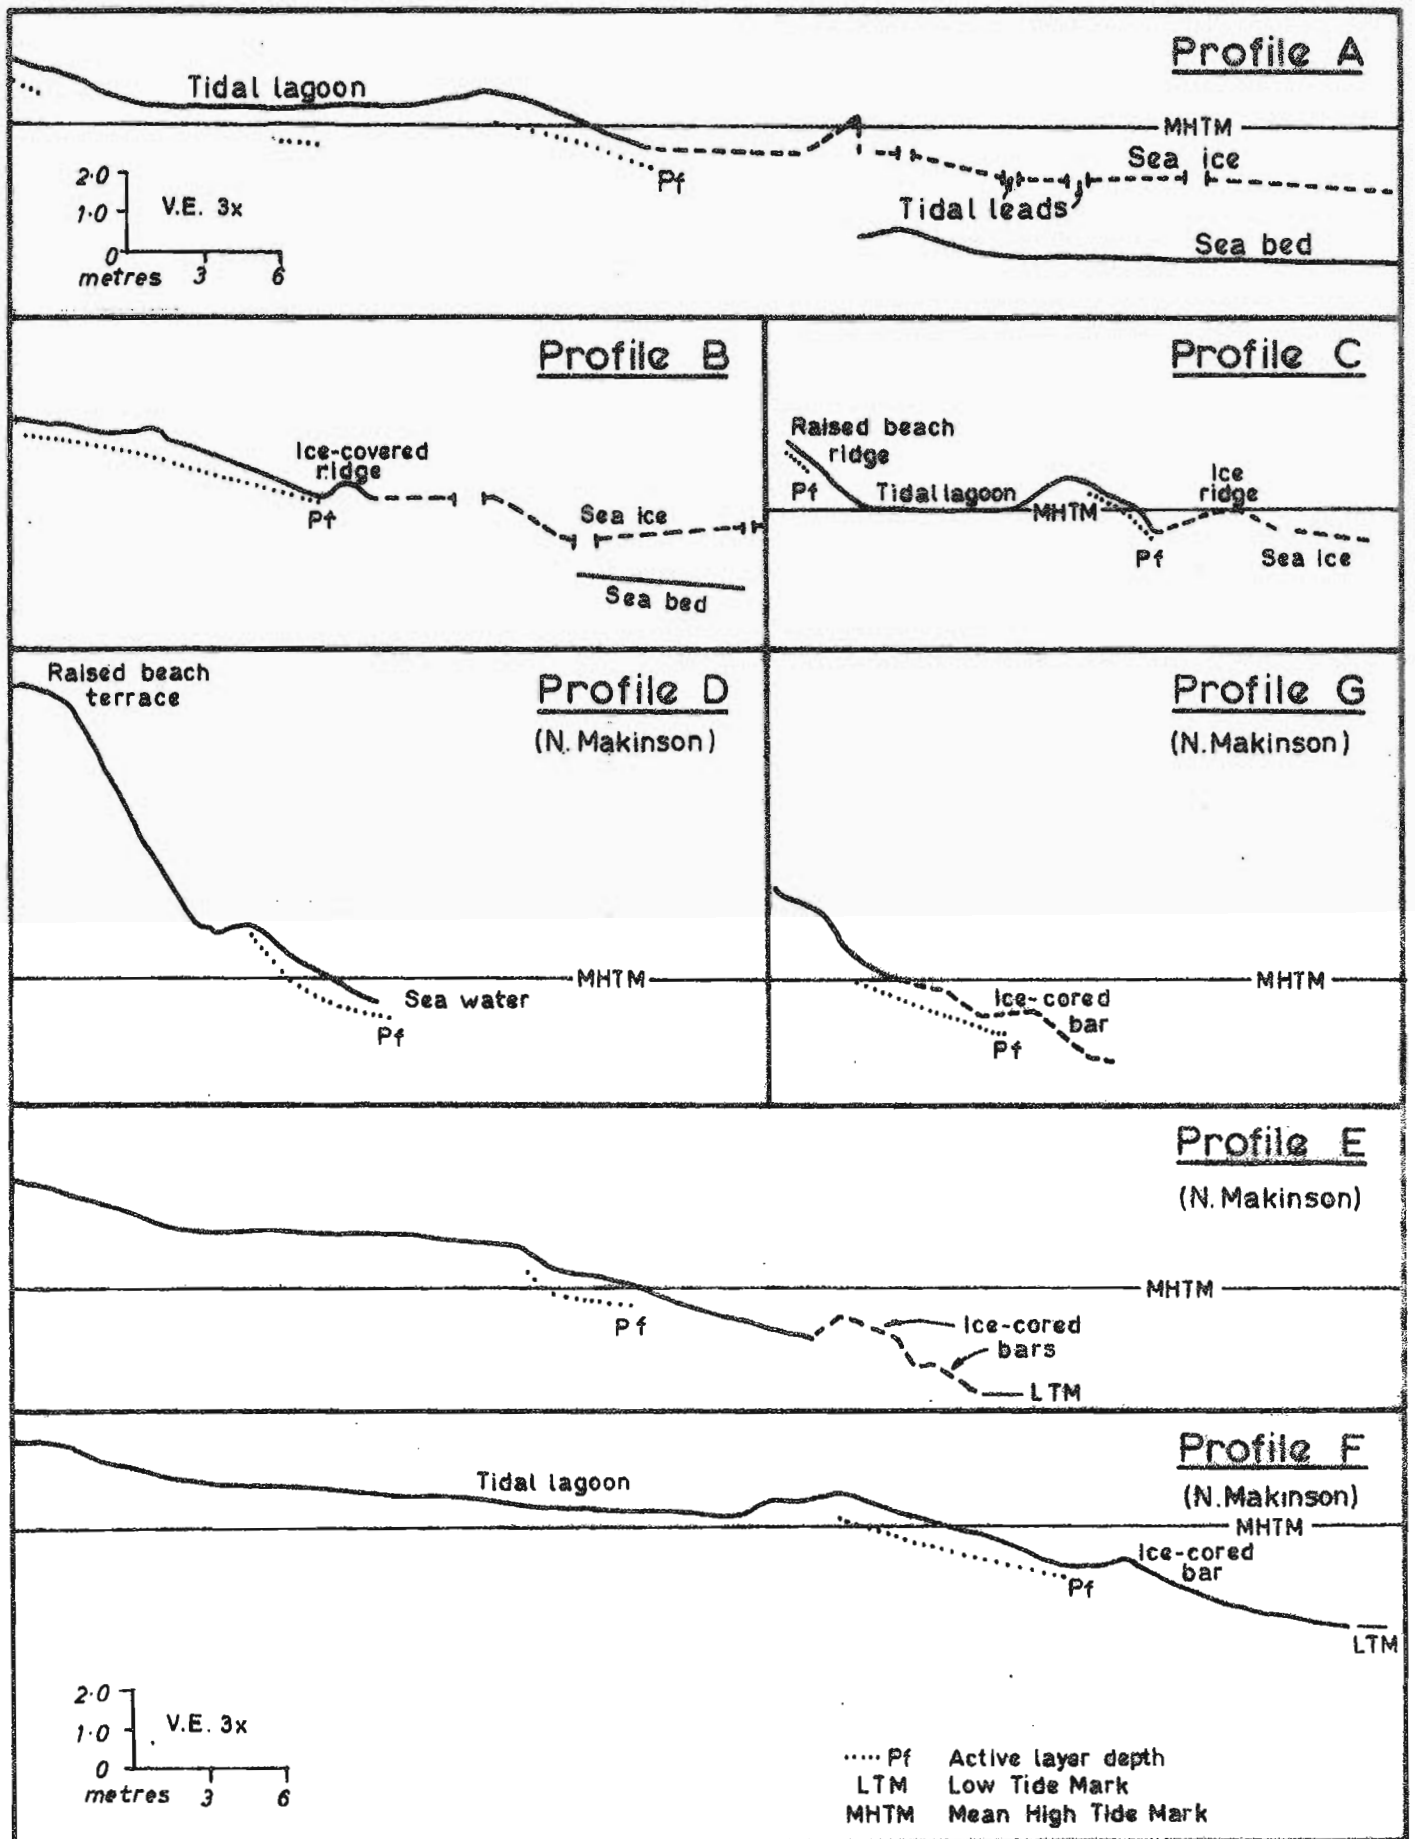 Profile A
Tidal lagoon
MHTM
Sea ice
Pf
Tidal leads
Sea bed
2·0
1·0
0
V.E. 3x
metres 3 6
Profile B
Ice-covered
ridge
Pf
Sea ice
Sea bed
Profile C
Raised beach
ridge
Pf
Tidal lagoon
MHTM
Ice
ridge
Pf
Sea ice
Profile D
(N. Makinson)
Raised beach
terrace
MHTM
Sea water
Pf
Profile G
(N. Makinson)
MHTM
Ice-cored
bar
Pf
Profile E
(N. Makinson)
MHTM
Pf
Ice-cored
bars
LTM
Profile F
(N. Makinson)
Tidal lagoon
MHTM
Ice-cored
bar
Pf
LTM
2·0
1·0
0
V.E. 3x
metres 3 6
..... Pf Active layer depth
LTM Low Tide Mark
MHTM Mean High Tide Mark